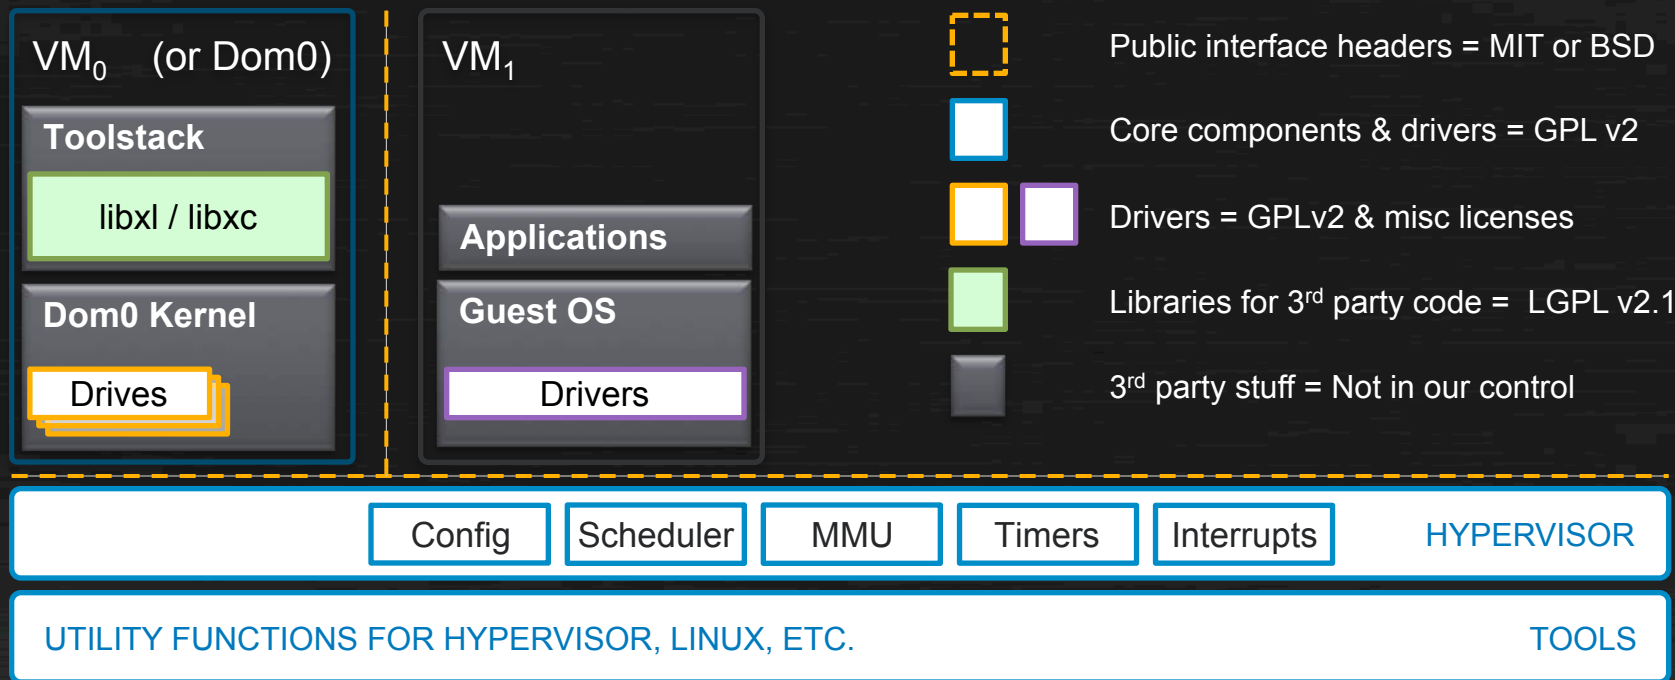 VM₀ (or Dom0)
Toolstack
libxl / libxc
Dom0 Kernel
Drives
VM₁
Applications
Guest OS
Drivers
Public interface headers = MIT or BSD
Core components & drivers = GPL v2
Drivers = GPLv2 & misc licenses
Libraries for 3rd party code = LGPL v2.1
3rd party stuff = Not in our control
Config
Scheduler
MMU
Timers
Interrupts
HYPERVISOR
UTILITY FUNCTIONS FOR HYPERVISOR, LINUX, ETC.
TOOLS